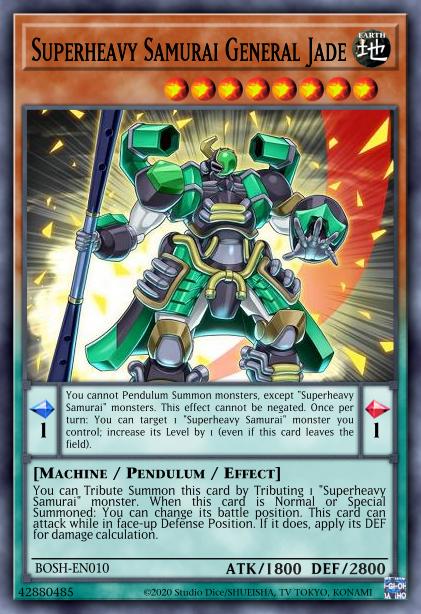 SUPERHEAVY SAMURAI GENERAL JADE
EARTH
地
You cannot Pendulum Summon monsters, except "Superheavy
Samurai" monsters. This effect cannot be negated. Once per
turn: You can target 1 "Superheavy Samurai" monster you
control; increase its Level by 1 (even if this card leaves the
field).
1
1
[MACHINE / PENDULUM / EFFECT]
You can Tribute Summon this card by Tributing 1 "Superheavy
Samurai" monster. When this card is Normal or Special
Summoned: You can change its battle position. This card can
attack while in face-up Defense Position. If it does, apply its DEF
for damage calculation.
BOSH-EN010
ATK/1800 DEF/2800
42880485
©2020 Studio Dice/SHUEISHA, TV TOKYO, KONAMI